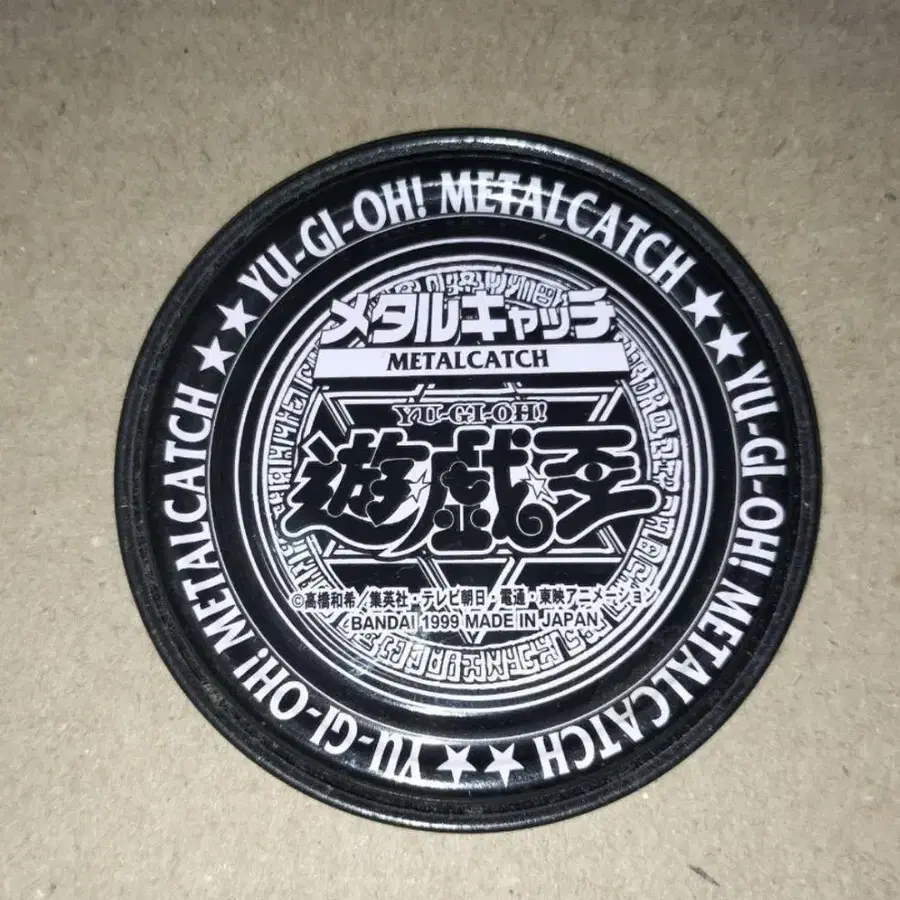 YU-GI-OH! METALCATCH ★★ YU-GI-OH! METALCATCH ★★ YU-GI-OH! METALCATCH ★★
メタルキャッチ
METALCATCH
YU-GI-OH!
遊戯王
©高橋和希/集英社・テレビ朝日・電通・東映アニメーション
BANDAI 1999 MADE IN JAPAN